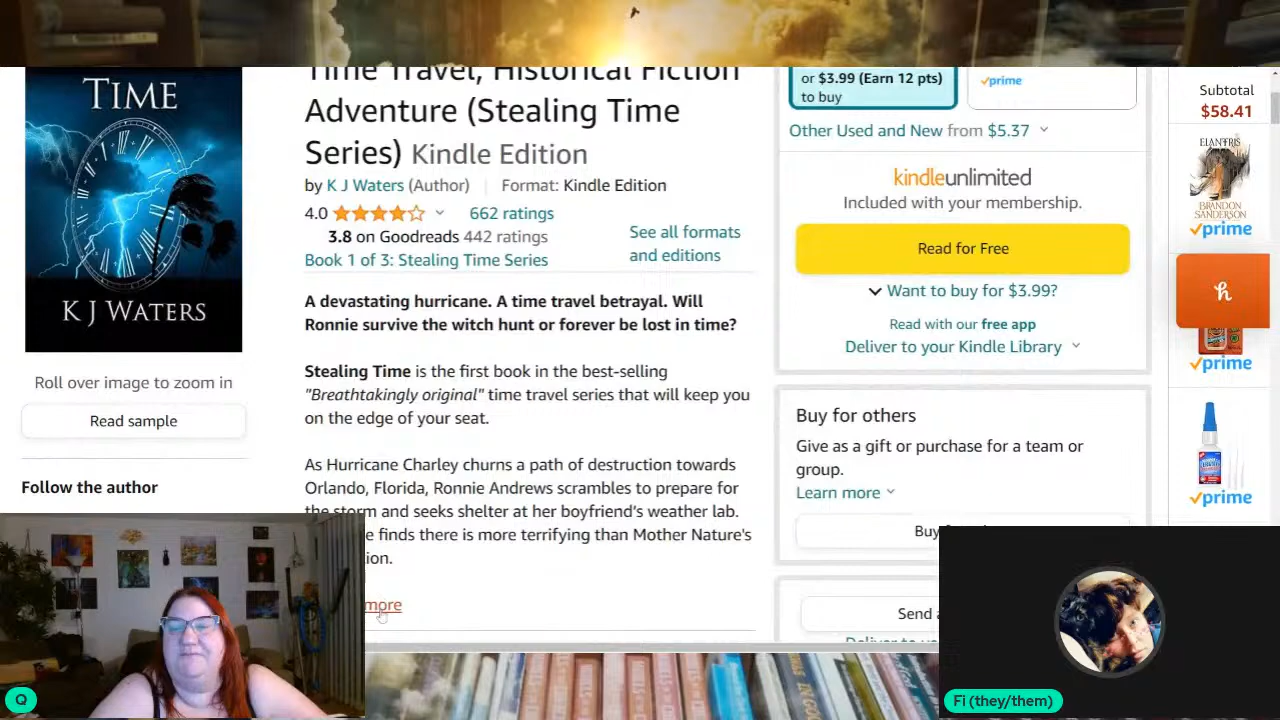 TIME
K J WATERS
Roll over image to zoom in
Read sample
Follow the author
Time Travel, Historical Fiction
Adventure (Stealing Time
Series) Kindle Edition
by K J Waters (Author) Format: Kindle Edition
4.0 662 ratings
3.8 on Goodreads 442 ratings
Book 1 of 3: Stealing Time Series
See all formats
and editions
A devastating hurricane. A time travel betrayal. Will
Ronnie survive the witch hunt or forever be lost in time?
Stealing Time is the first book in the best-selling
"Breathtakingly original" time travel series that will keep you
on the edge of your seat.
As Hurricane Charley churns a path of destruction towards
Orlando, Florida, Ronnie Andrews scrambles to prepare for
the storm and seeks shelter at her boyfriend's weather lab.
finds there is more terrifying than Mother Nature's
more
or $3.99 (Earn 12 pts)
to buy
prime
Other Used and New from $5.37
kindleunlimited
Included with your membership.
Read for Free
Want to buy for $3.99?
Read with our free app
Deliver to your Kindle Library
Buy for others
Give as a gift or purchase for a team or
group.
Learn more
Send
Subtotal
$58.41
ELANTRIS
BRANDON
SANDERSON
prime
h
prime
prime
Q
Fi (they/them)